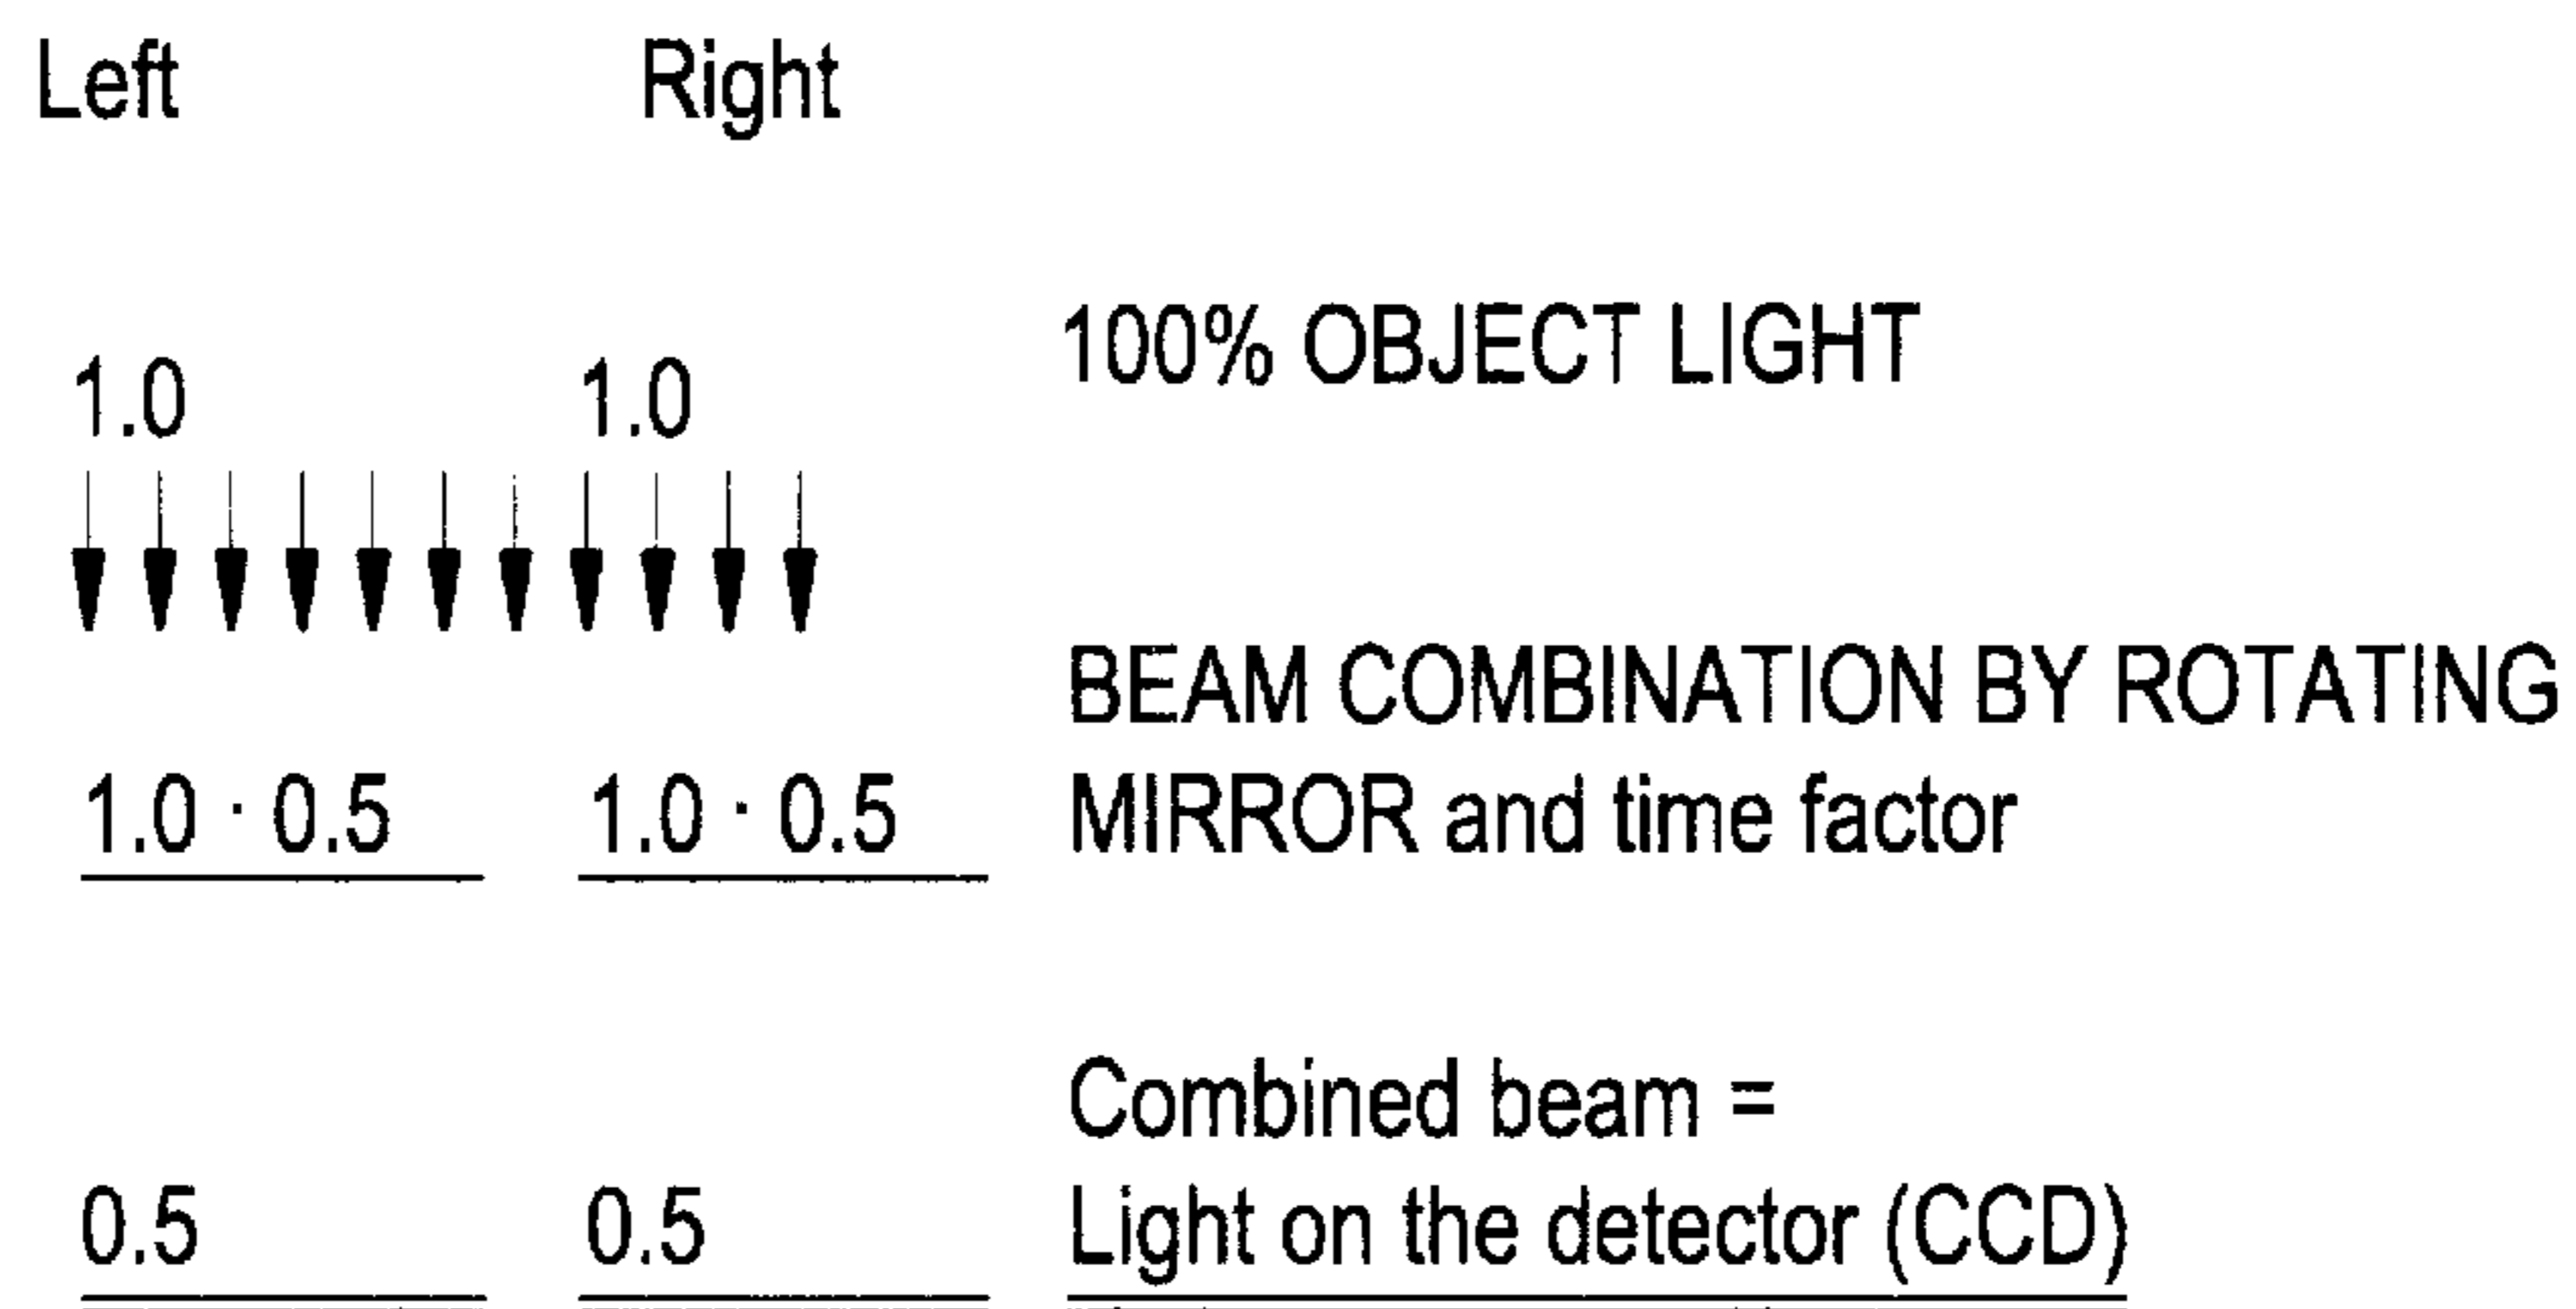 Left Right
100% OBJECT LIGHT
1.0 1.0
BEAM COMBINATION BY ROTATING
1.0 · 0.5 1.0 · 0.5 MIRROR and time factor
Combined beam =
0.5 0.5 Light on the detector (CCD)